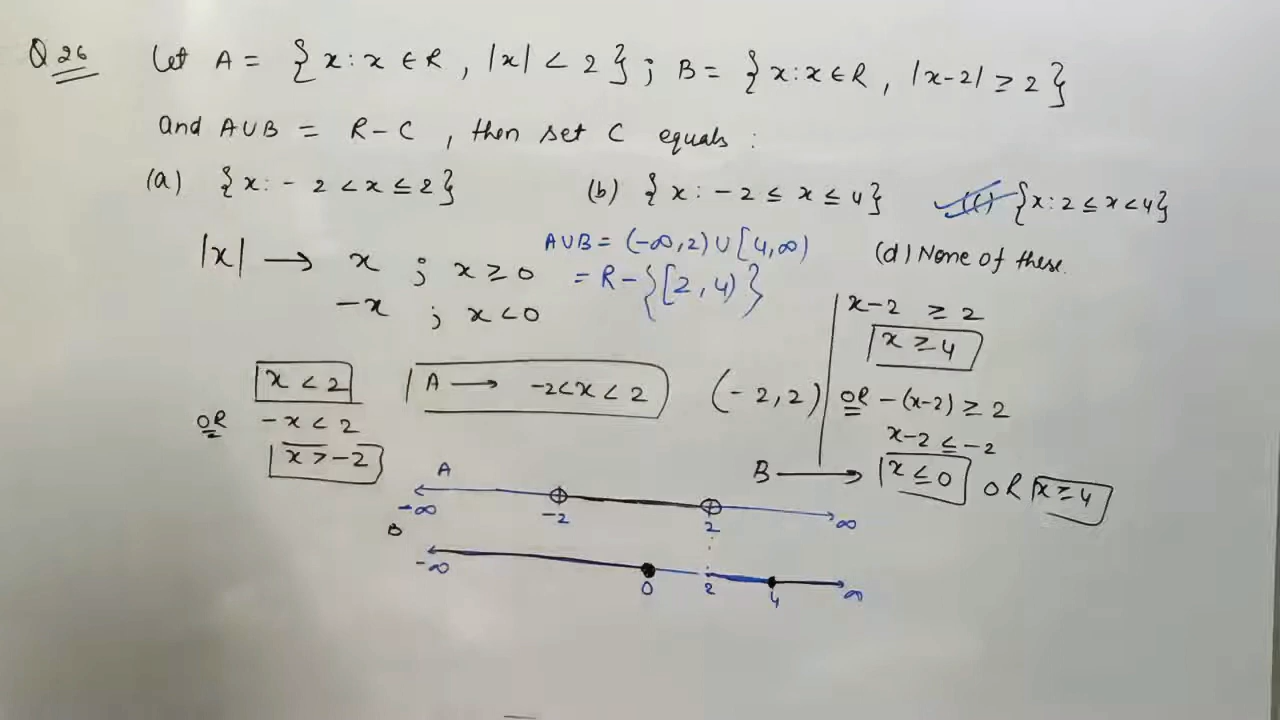 Q 26 Let A = {x : x ∈ R , |x| < 2} ; B = {x : x ∈ R , |x-2| ≥ 2}
and A∪B = R - C , then set C equals :
(a) {x : -2 < x ≤ 2} (b) {x : -2 ≤ x ≤ 4} (c) {x : 2 ≤ x < 4}
(d) None of these.
A∪B = (-∞, 2) ∪ [4, ∞)
= R - {[2, 4)}
|x| → x ; x ≥ 0
-x ; x < 0
x-2 ≥ 2
x ≥ 4
OR -(x-2) ≥ 2
x-2 ≤ -2
B → x ≤ 0 OR x ≥ 4
x < 2
OR -x < 2
x > -2
A → -2 < x < 2 (-2, 2)
A
-∞ -2 2 ∞
B
-∞ 0 2 4 ∞